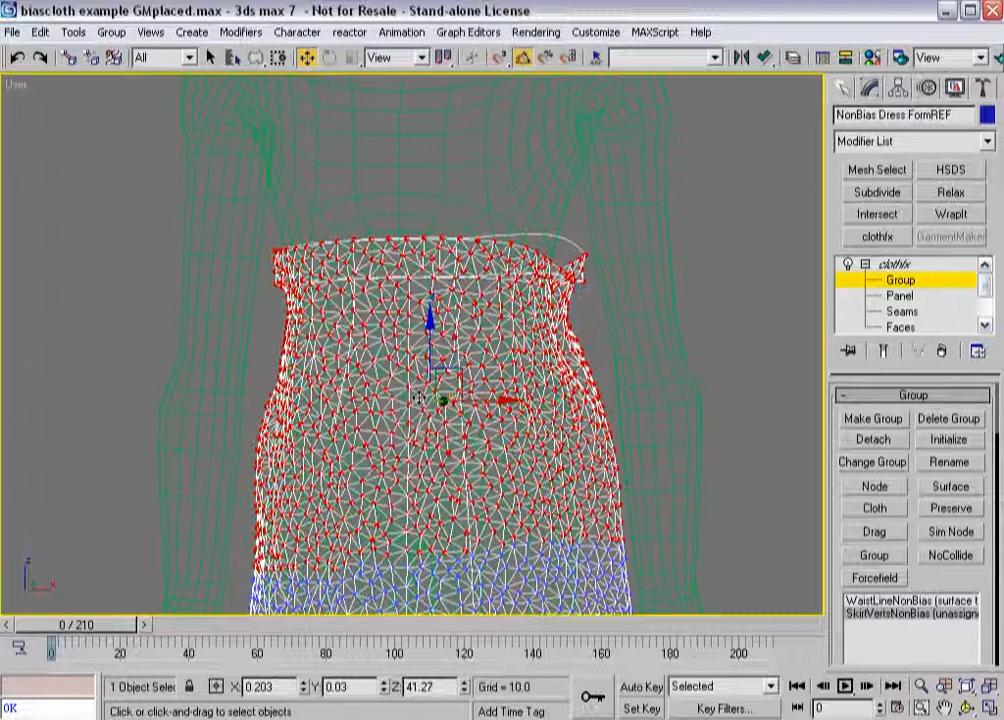 biascloth example GMplaced.max - 3ds max 7 - Not for Resale - Stand-alone License
File Edit Tools Group Views Create Modifiers Character reactor Animation Graph Editors Rendering Customize MAXScript Help
All View View
User
NonBias Dress FormREF
Modifier List
Mesh Select HSDS
Subdivide Relax
Intersect WrapIt
clothfx GarmentMaker
clothfx
Group
Panel
Seams
Faces
Group
Make Group Delete Group
Detach Initialize
Change Group Rename
Node Surface
Cloth Preserve
Drag Sim Node
Group NoCollide
Forcefield
WaistLineNonBias (surface t
SkirtVertsNonBias (unassign
z
x
0 / 210
0 20 40 60 80 100 120 140 160 180 200
1 Object Selec X: 0.203 Y: 0.03 Z: 41.27 Grid = 10.0 Auto Key Selected
OK Click or click-and-drag to select objects Add Time Tag Set Key Key Filters... 0